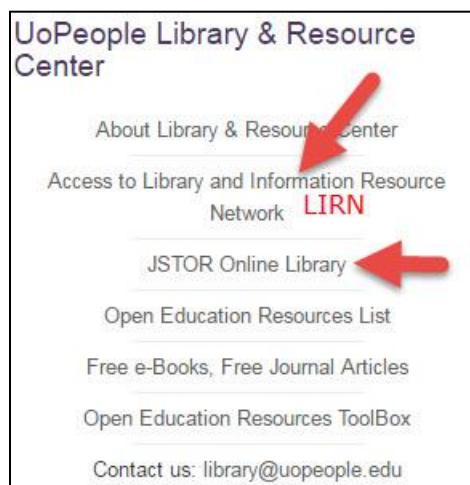 UoPeople Library & Resource
Center
About Library & Resource Center
Access to Library and Information Resource
Network LIRN
JSTOR Online Library
Open Education Resources List
Free e-Books, Free Journal Articles
Open Education Resources ToolBox
Contact us: library@uopeople.edu